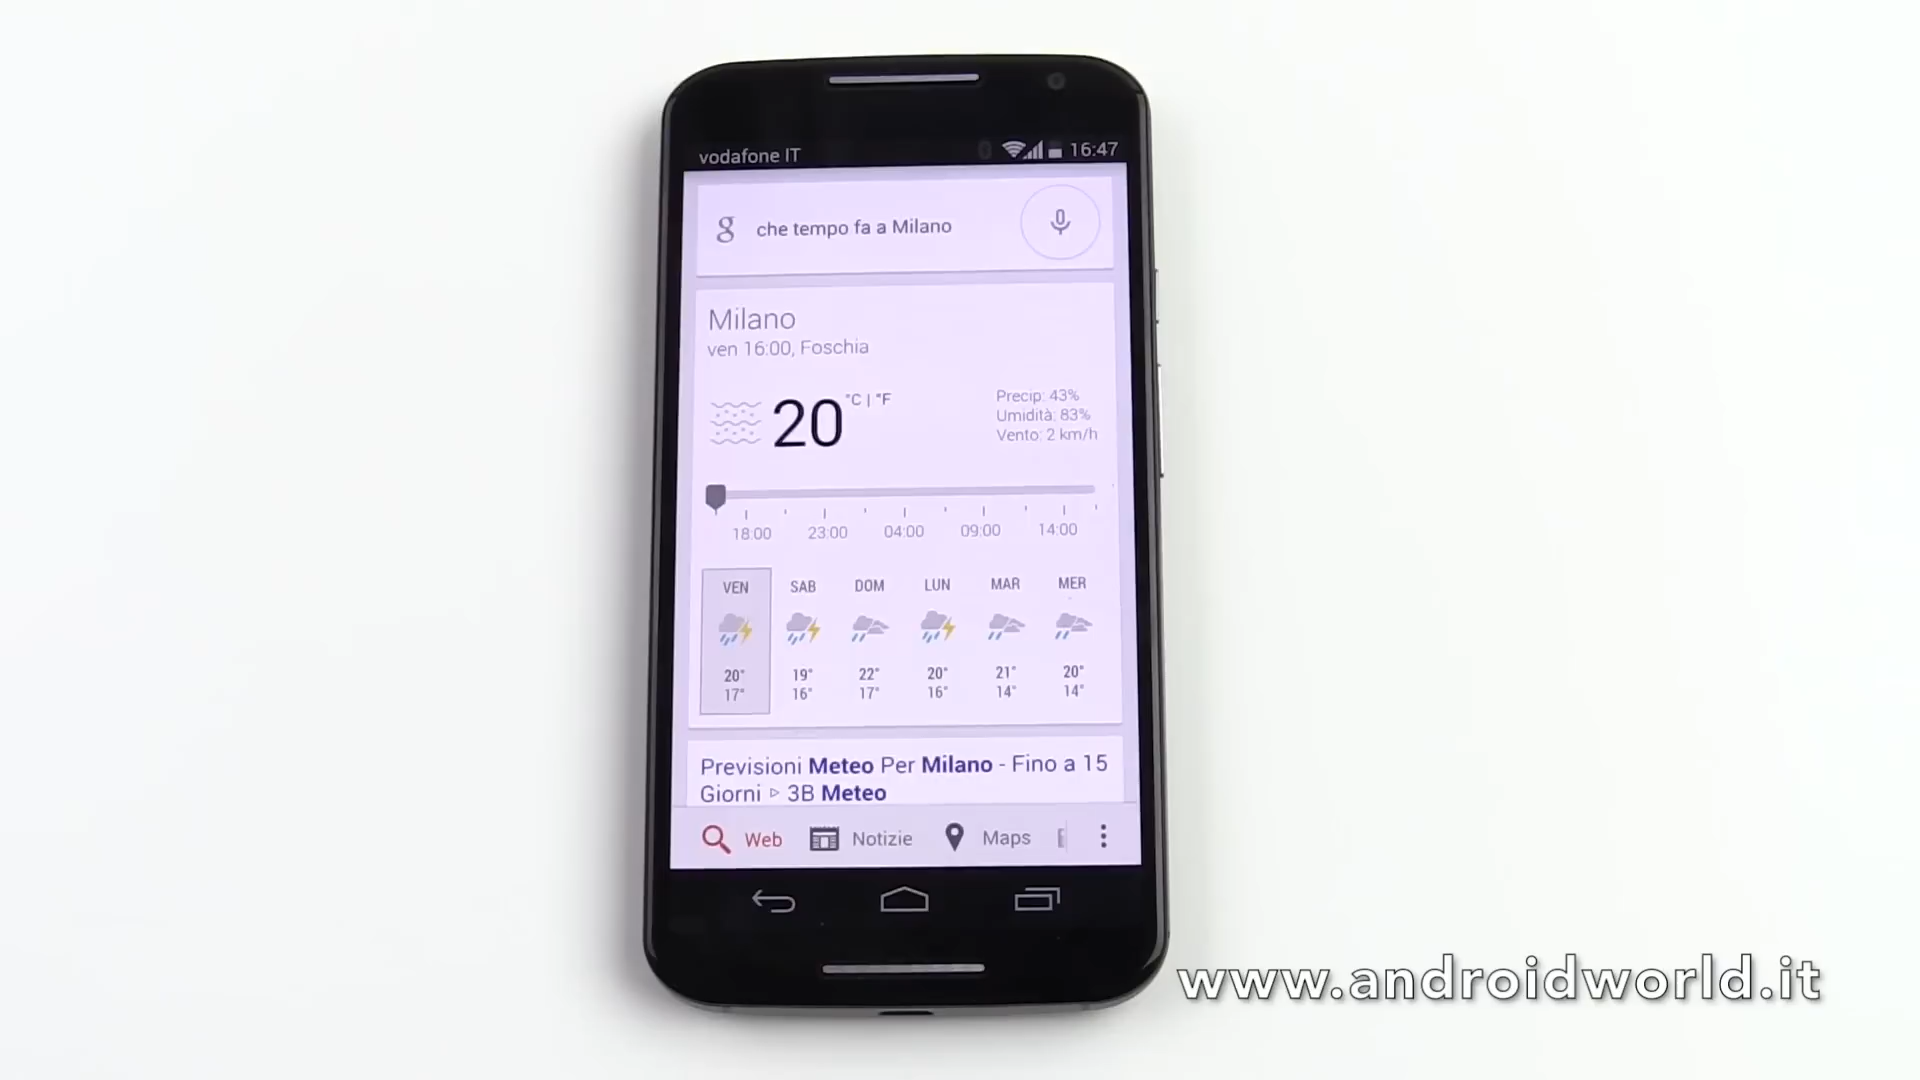 vodafone IT 16:47
g che tempo fa a Milano
Milano
ven 16:00, Foschia
20 °C | °F
Precip: 43%
Umidità: 83%
Vento: 2 km/h
18:00 23:00 04:00 09:00 14:00
VEN SAB DOM LUN MAR MER
20° 19° 22° 20° 21° 20°
17° 16° 17° 16° 14° 14°
Previsioni Meteo Per Milano - Fino a 15
Giorni ▹ 3B Meteo
Web Notizie Maps
www.androidworld.it